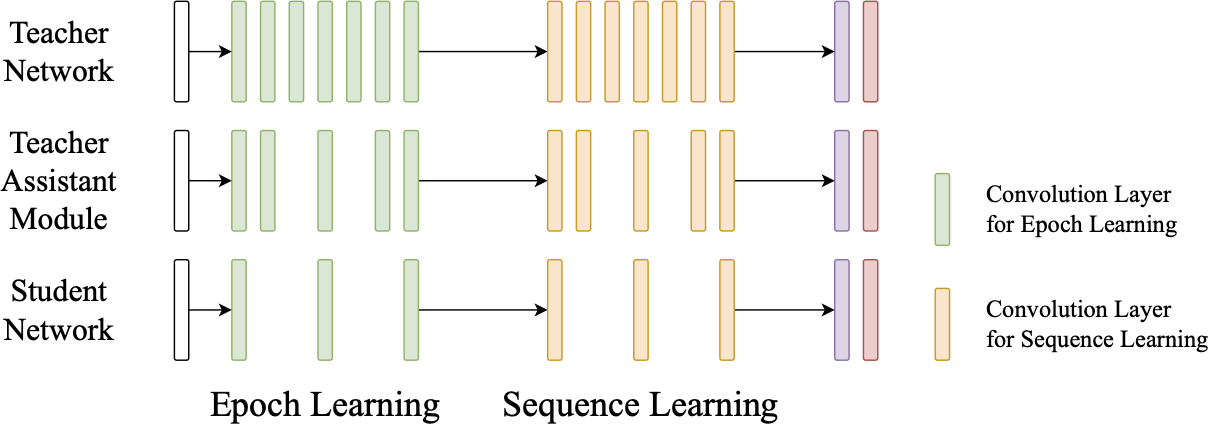 Teacher
Network
Teacher
Assistant
Module
Student
Network
Convolution Layer
for Epoch Learning
Convolution Layer
for Sequence Learning
Epoch Learning
Sequence Learning